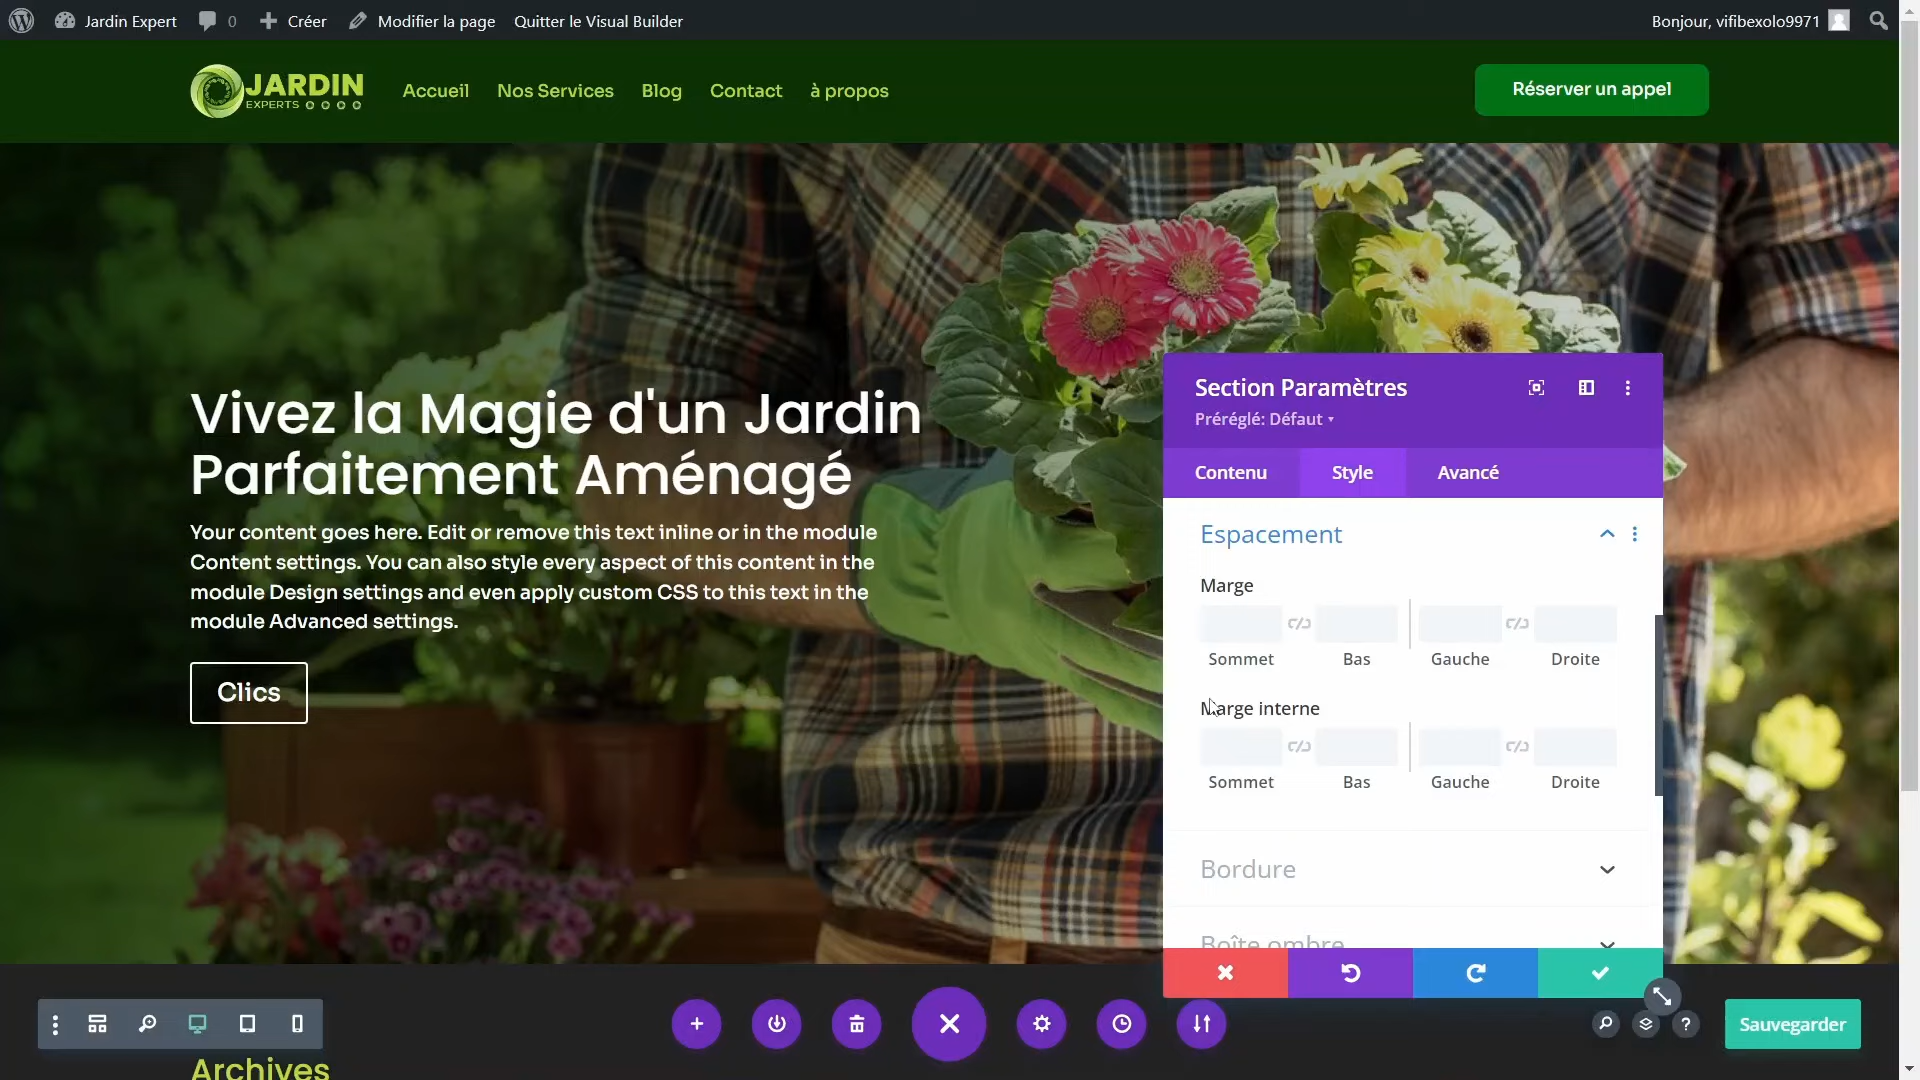 Jardin Expert 0 Créer Modifier la page Quitter le Visual Builder Bonjour, vifibexolo9971
JARDIN
EXPERTS
Accueil Nos Services Blog Contact à propos Réserver un appel
Vivez la Magie d'un Jardin
Parfaitement Aménagé
Your content goes here. Edit or remove this text inline or in the module
Content settings. You can also style every aspect of this content in the
module Design settings and even apply custom CSS to this text in the
module Advanced settings.
Clics
Section Paramètres
Préréglé: Défaut
Contenu Style Avancé
Espacement
Marge
Sommet Bas Gauche Droite
Marge interne
Sommet Bas Gauche Droite
Bordure
Boîte ombre
? Sauvegarder
Archives